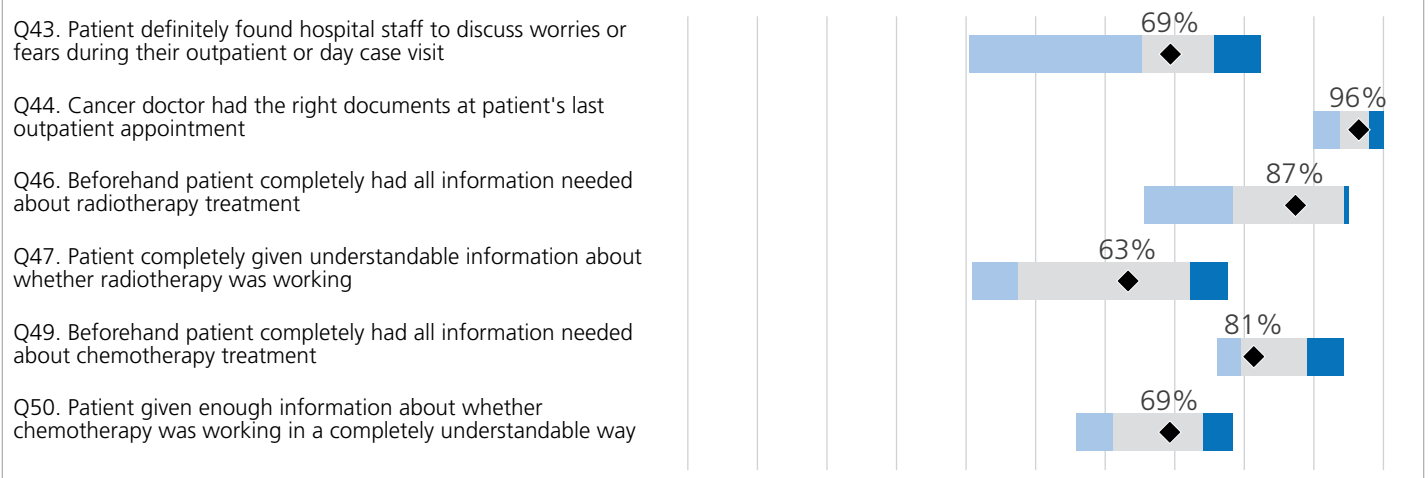 Q43. Patient definitely found hospital staff to discuss worries or
fears during their outpatient or day case visit
69%
Q44. Cancer doctor had the right documents at patient's last
outpatient appointment
96%
Q46. Beforehand patient completely had all information needed
about radiotherapy treatment
87%
Q47. Patient completely given understandable information about
whether radiotherapy was working
63%
Q49. Beforehand patient completely had all information needed
about chemotherapy treatment
81%
Q50. Patient given enough information about whether
chemotherapy was working in a completely understandable way
69%